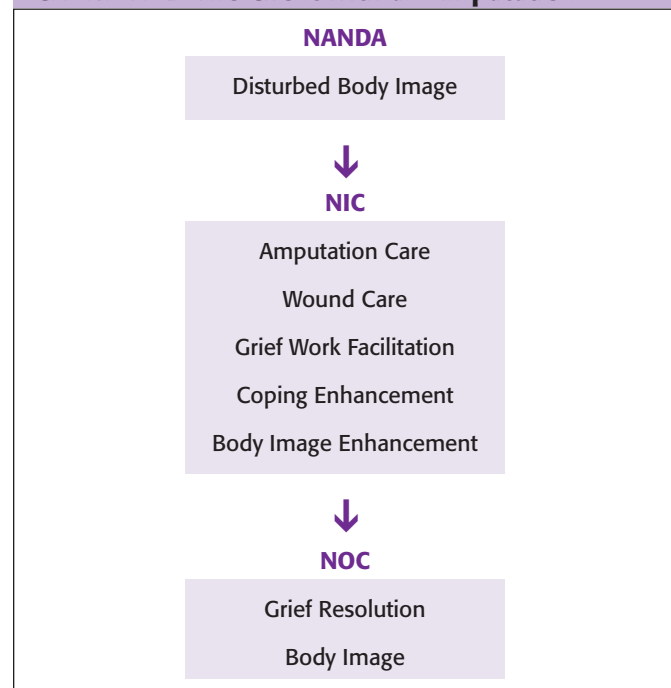 NANDA
Disturbed Body Image
NIC
Amputation Care
Wound Care
Grief Work Facilitation
Coping Enhancement
Body Image Enhancement
NOC
Grief Resolution
Body Image